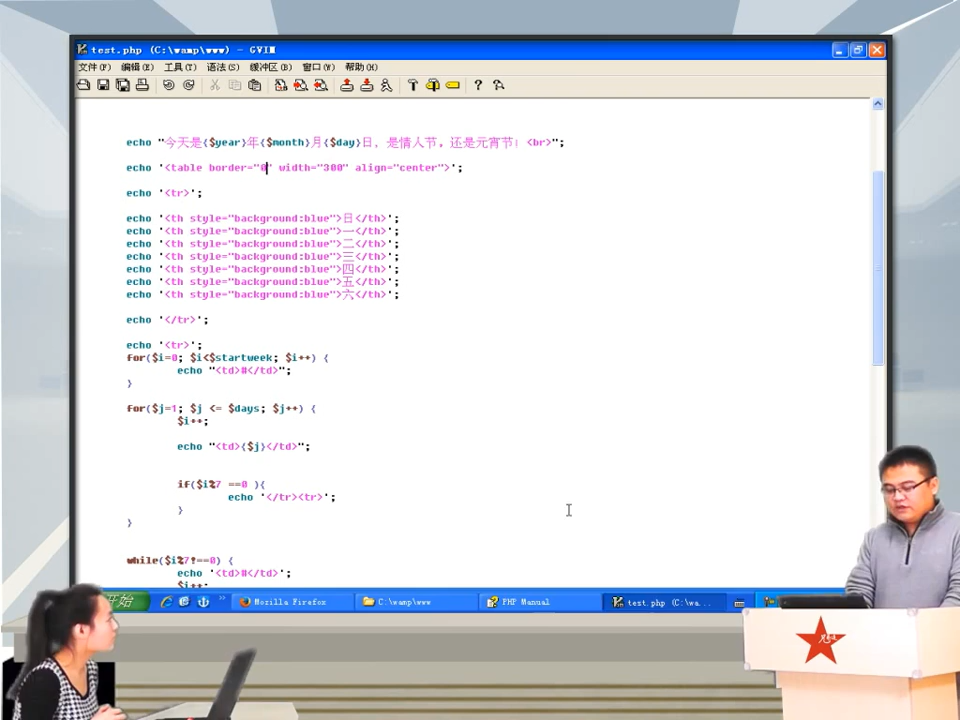 test.php (C:\wamp\www) - GVIM
文件(F) 编辑(E) 工具(T) 语法(S) 缓冲区(B) 窗口(W) 帮助(H)
echo "今天是{$year}年{$month}月{$day}日, 是情人节, 还是元宵节！<br>";
echo '<table border="0" width="300" align="center">';
echo '<tr>';
echo '<th style="background:blue">日</th>';
echo '<th style="background:blue">一</th>';
echo '<th style="background:blue">二</th>';
echo '<th style="background:blue">三</th>';
echo '<th style="background:blue">四</th>';
echo '<th style="background:blue">五</th>';
echo '<th style="background:blue">六</th>';
echo '</tr>';
echo '<tr>';
for($i=0; $i<$startweek; $i++) {
echo "<td>#</td>";
}
for($j=1; $j <= $days; $j++) {
$i++;
echo "<td>{$j}</td>";
if($i%7 ==0 ){
echo '</tr><tr>';
}
}
while($i%7!==0) {
echo '<td>#</td>';
$i++;
开始 Mozilla Firefox C:\wamp\www PHP Manual test.php (C:\wa...